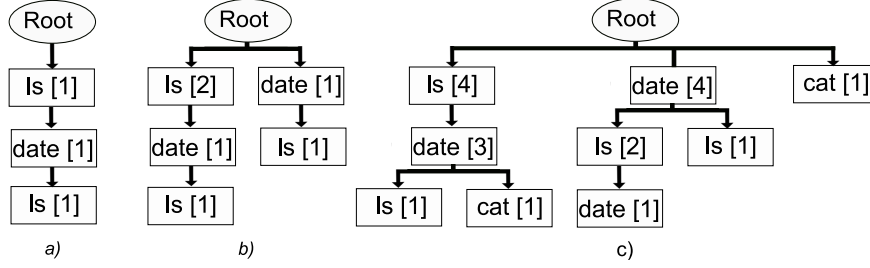 Root Root Root
ls [1] ls [2] date [1] ls [4] date [4] cat [1]
date [1] date [1] ls [1] date [3] ls [2] ls [1]
ls [1] ls [1] ls [1] cat [1] date [1]
a) b) c)